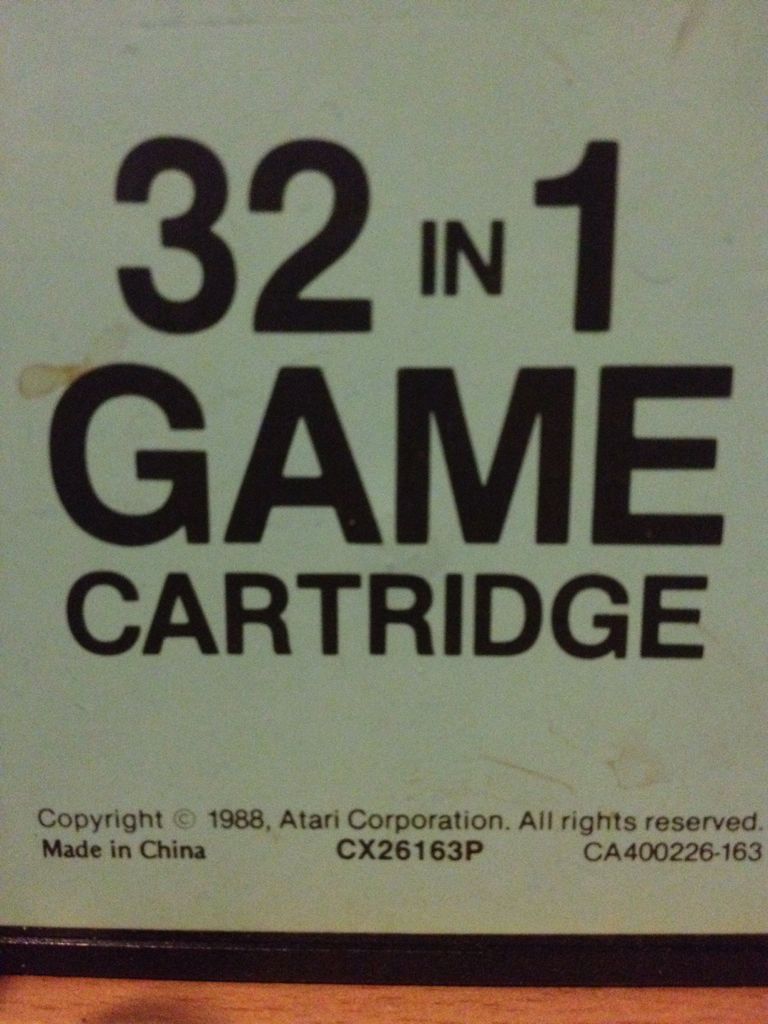 32 IN 1
GAME
CARTRIDGE
Copyright © 1988, Atari Corporation. All rights reserved.
Made in China CX26163P CA400226-163